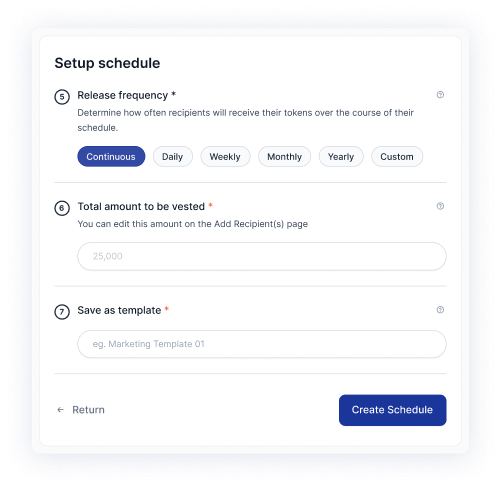 Setup schedule
5 Release frequency *
Determine how often recipients will receive their tokens over the course of their
schedule.
Continuous Daily Weekly Monthly Yearly Custom
6 Total amount to be vested *
You can edit this amount on the Add Recipient(s) page
25,000
7 Save as template *
eg. Marketing Template 01
← Return Create Schedule